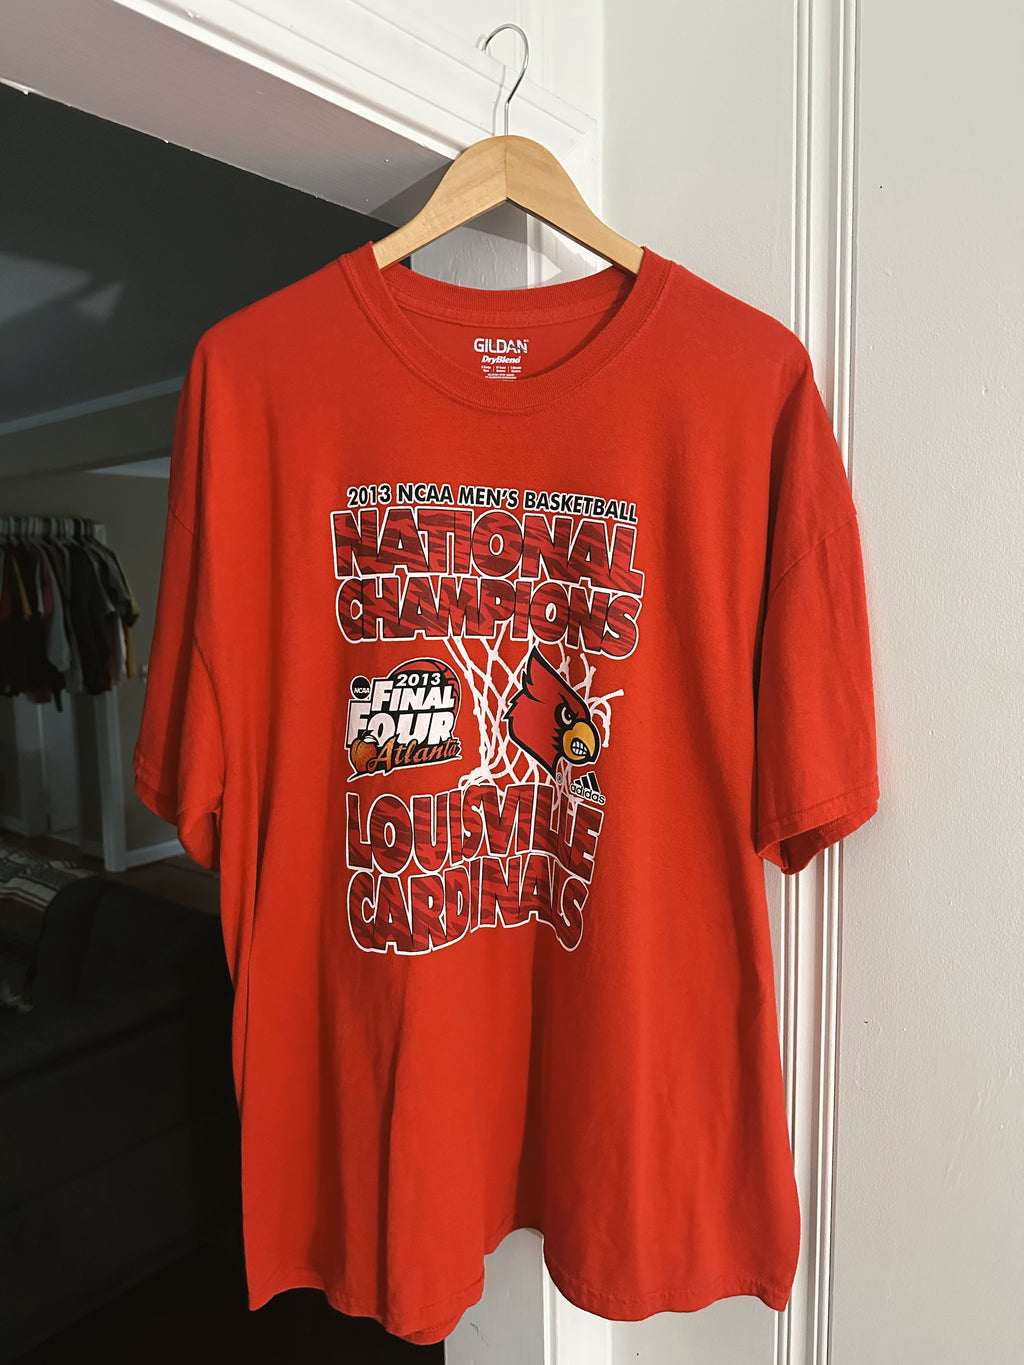 GILDAN
DryBlend
2013 NCAA MEN'S BASKETBALL
NATIONAL
CHAMPIONS
NCAA
2013
FINAL
FOUR
Atlanta
adidas
LOUISVILLE
CARDINALS